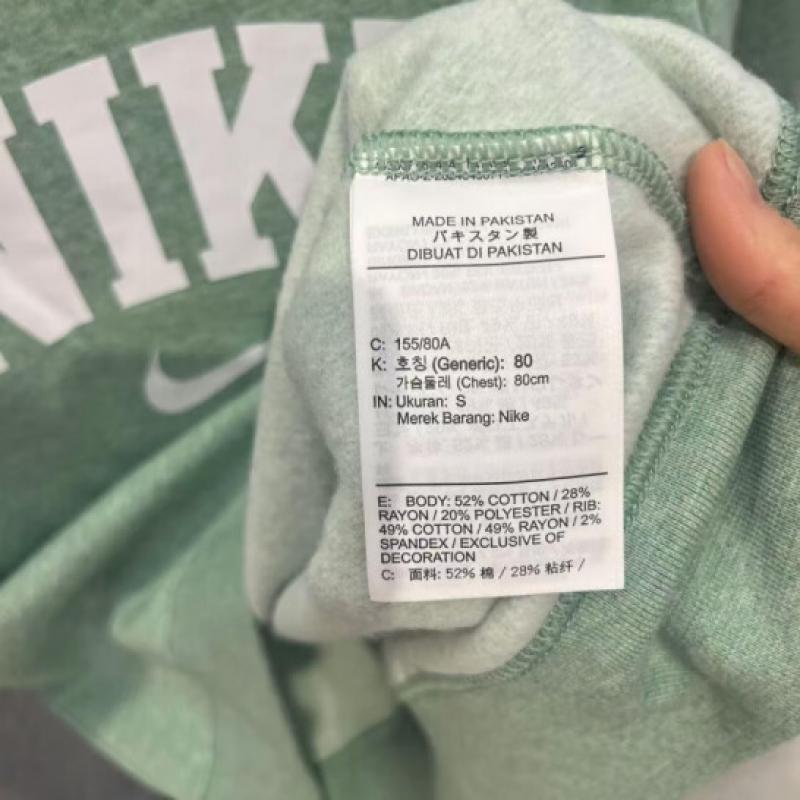 NIK
MADE IN PAKISTAN
パキスタン製
DIBUAT DI PAKISTAN
C: 155/80A
K: 호칭 (Generic): 80
가슴둘레 (Chest): 80cm
IN: Ukuran: S
Merek Barang: Nike
E: BODY: 52% COTTON / 28%
RAYON / 20% POLYESTER / RIB:
49% COTTON / 49% RAYON / 2%
SPANDEX / EXCLUSIVE OF
DECORATION
C: 面料: 52% 棉 / 28% 粘纤 /